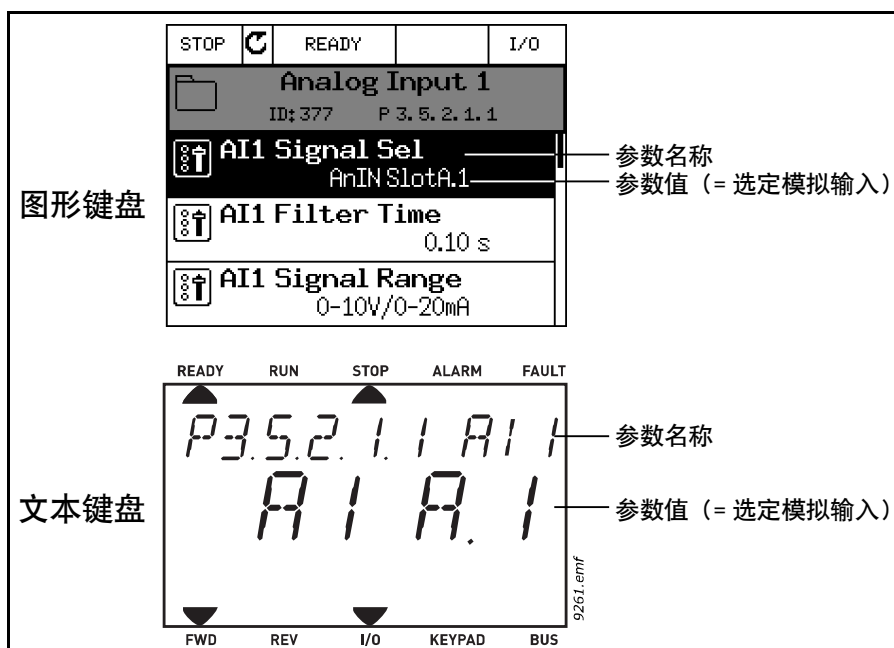 STOP READY I/O
Analog Input 1
ID:377 P3.5.2.1.1
AI1 Signal Sel
参数名称
AnIN SlotA.1
参数值（= 选定模拟输入）
图形键盘
AI1 Filter Time
0.10 s
AI1 Signal Range
0-10V/0-20mA
READY RUN STOP ALARM FAULT
P3.5.2.1.1 AI1
参数名称
文本键盘
AI A.1
参数值（= 选定模拟输入）
9261.emf
FWD REV I/O KEYPAD BUS